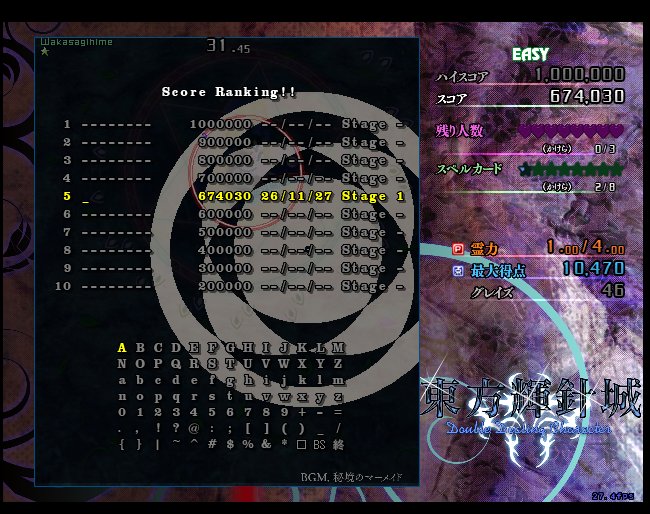 Wakasagihime
31.45
Score Ranking!!
1 -------- 1000000 --/--/-- Stage -
2 -------- 900000 --/--/-- Stage -
3 -------- 800000 --/--/-- Stage -
4 -------- 700000 --/--/-- Stage -
5 _ 674030 26/11/27 Stage 1
6 -------- 600000 --/--/-- Stage -
7 -------- 500000 --/--/-- Stage -
8 -------- 400000 --/--/-- Stage -
9 -------- 300000 --/--/-- Stage -
10 -------- 200000 --/--/-- Stage -
A B C D E F G H I J K L M
N O P Q R S T U V W X Y Z
a b c d e f g h i j k l m
n o p q r s t u v w x y z
0 1 2 3 4 5 6 7 8 9 + - =
. , ! ? @ : ; [ ] ( ) _ /
{ } | ~ ^ # $ % & * □ BS 終
BGM. 秘境のマーメイド
EASY
ハイスコア 1,000,000
スコア 674,030
残り人数
(かけら) 0/3
スペルカード
(かけら) 2/8
P 霊力 1.00/4.00
最大得点 10,470
グレイズ 46
東方輝針城
Double Dealing Character
27.4fps